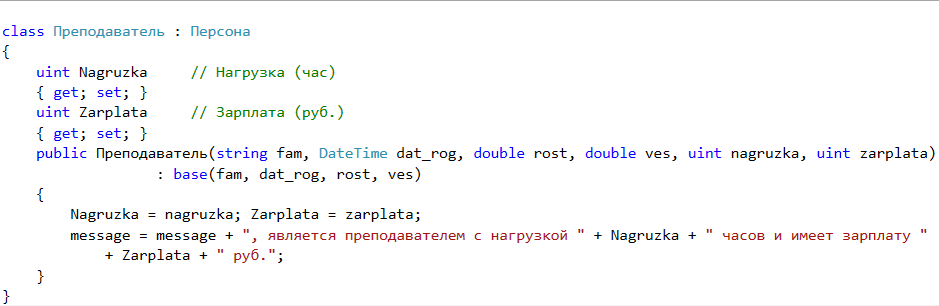 class Преподаватель : Персона
{
    uint Nagruzka     // Нагрузка (час)
    { get; set; }
    uint Zarplata     // Зарплата (руб.)
    { get; set; }
    public Преподаватель(string fam, DateTime dat_rog, double rost, double ves, uint nagruzka, uint zarplata)
               : base(fam, dat_rog, rost, ves)
    {
        Nagruzka = nagruzka; Zarplata = zarplata;
        message = message + ", является преподавателем с нагрузкой " + Nagruzka + " часов и имеет зарплату "
            + Zarplata + " руб.";
    }
}